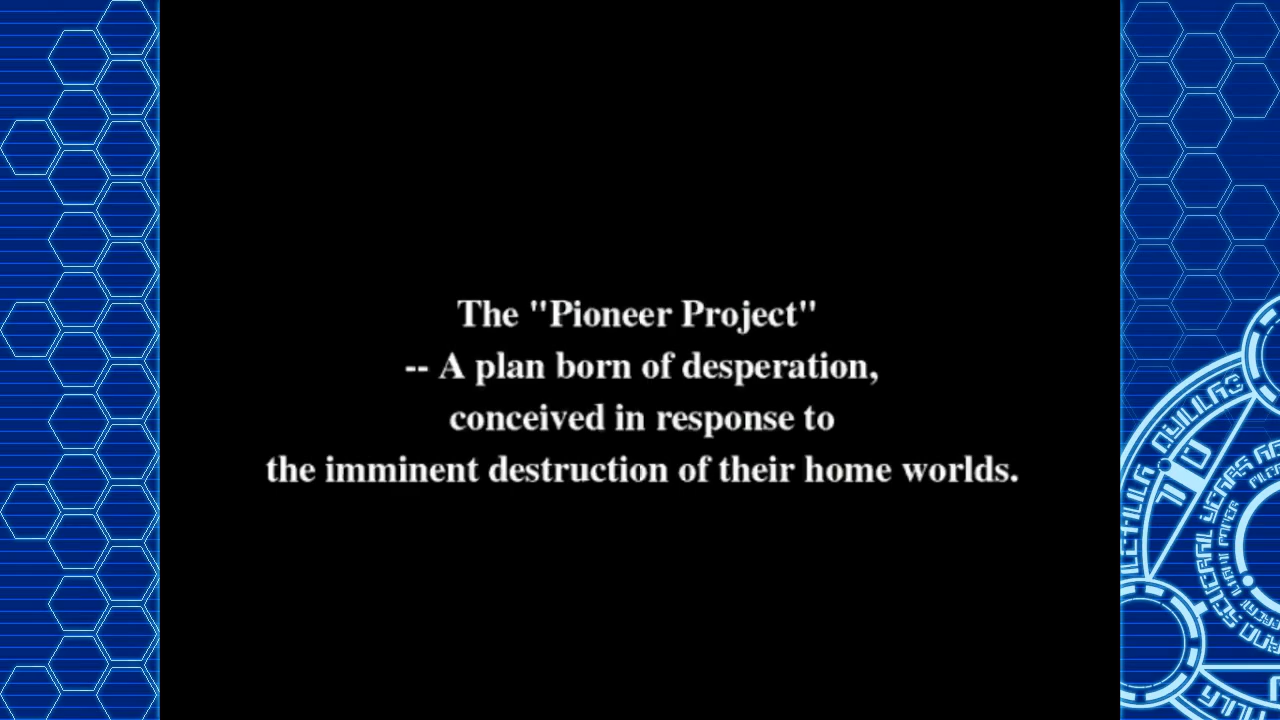 The "Pioneer Project"
-- A plan born of desperation,
conceived in response to
the imminent destruction of their home worlds.